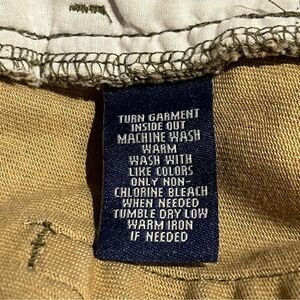 TURN GARMENT
INSIDE OUT
MACHINE WASH
WARM
WASH WITH
LIKE COLORS
ONLY NON-
CHLORINE BLEACH
WHEN NEEDED
TUMBLE DRY LOW
WARM IRON
IF NEEDED